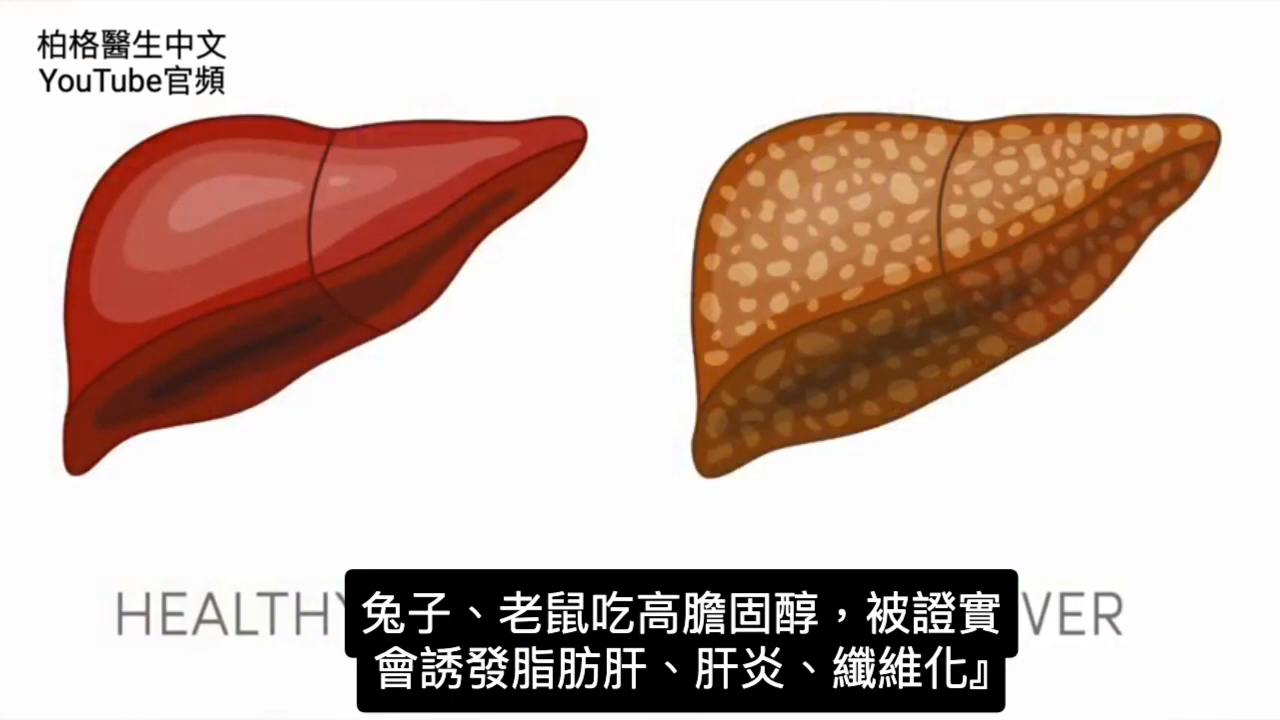 柏格醫生中文
YouTube官頻
HEALTHY
VER
兔子、老鼠吃高膽固醇，被證實
會誘發脂肪肝、肝炎、纖維化』